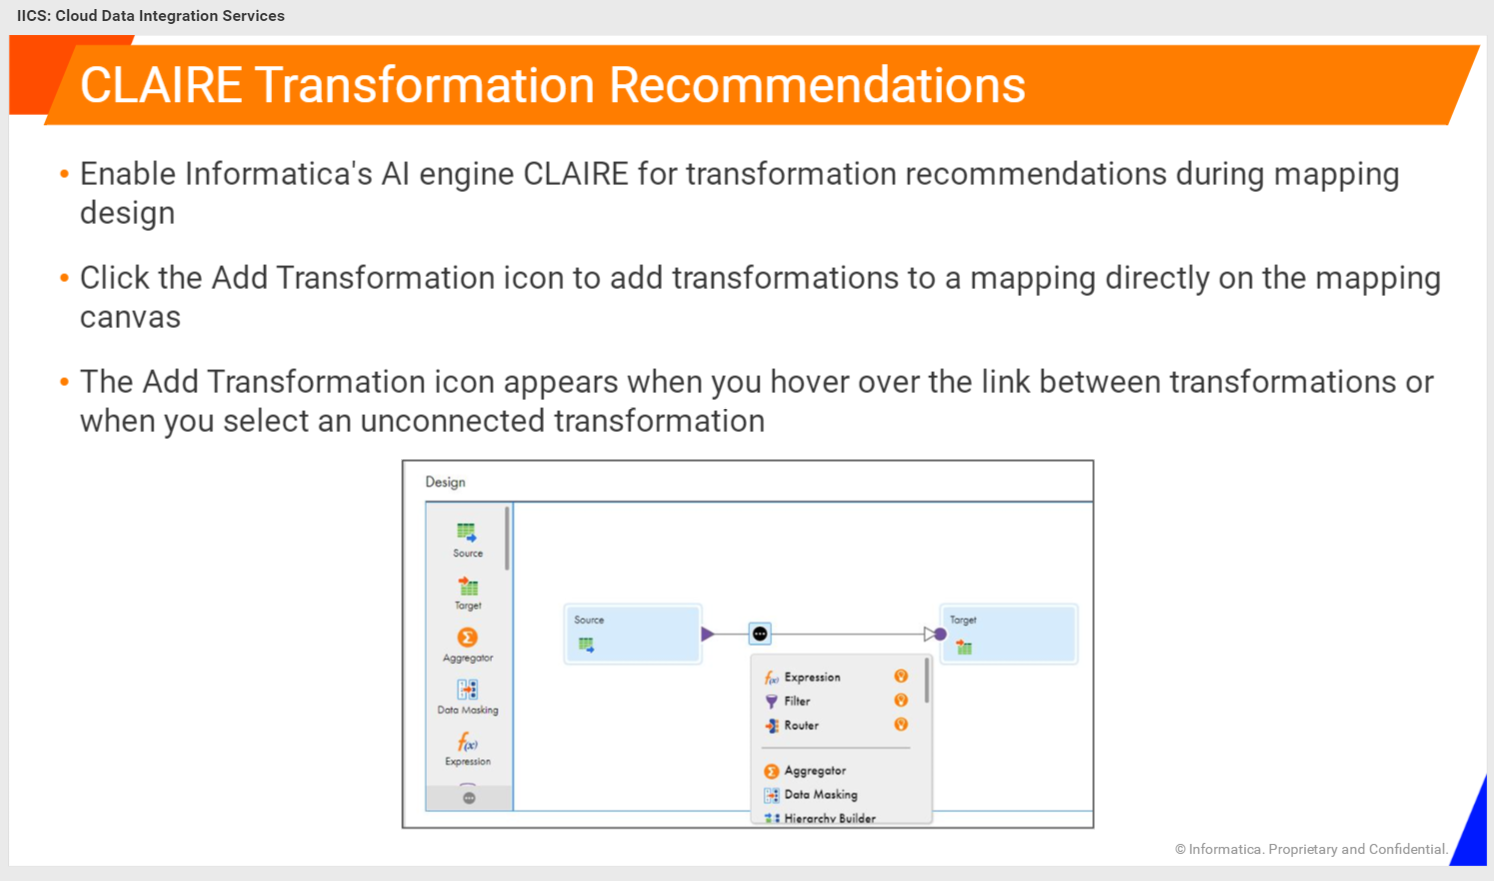 IICS: Cloud Data Integration Services
CLAIRE Transformation Recommendations
• Enable Informatica's AI engine CLAIRE for transformation recommendations during mapping
design
• Click the Add Transformation icon to add transformations to a mapping directly on the mapping
canvas
• The Add Transformation icon appears when you hover over the link between transformations or
when you select an unconnected transformation
Design
Source
Target
Aggregator
Data Masking
f(x)
Expression
Source
Target
f(x) Expression
Filter
Router
Aggregator
Data Masking
Hierarchy Builder
© Informatica. Proprietary and Confidential.